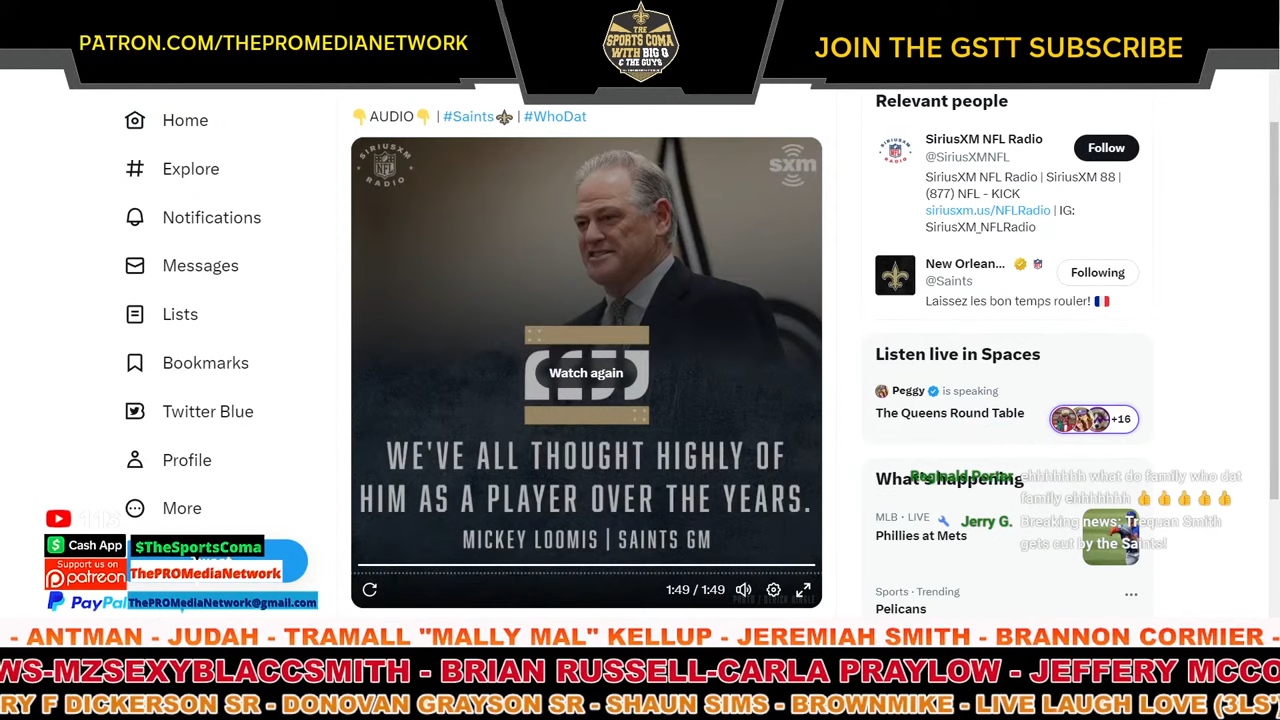 PATRON.COM/THEPROMEDIANETWORK
THE
SPORTS COMA
WITH BIG Q
& THE GUYS
JOIN THE GSTT SUBSCRIBE
Home
Explore
Notifications
Messages
Lists
Bookmarks
Twitter Blue
Profile
More
👇AUDIO👇 | #Saints⚜️ | #WhoDat
SIRIUSXM
NFL
RADIO
sxm
Watch again
WE'VE ALL THOUGHT HIGHLY OF
HIM AS A PLAYER OVER THE YEARS.
MICKEY LOOMIS | SAINTS GM
1:49 / 1:49
Relevant people
SiriusXM NFL Radio
@SiriusXMNFL
Follow
SiriusXM NFL Radio | SiriusXM 88 |
(877) NFL - KICK
siriusxm.us/NFLRadio | IG:
SiriusXM_NFLRadio
New Orlean...
@Saints
Following
Laissez les bon temps rouler! 🇫🇷
Listen live in Spaces
Peggy is speaking
The Queens Round Table
+16
What's happening
Reginald Porter ehhhhhhh what do family who dat
family ehhhhhhh 👍👍👍👍👍
MLB · LIVE
Phillies at Mets
Jerry G. Breaking news: Trequan Smith
gets cut by the Saints!
Sports · Trending
Pelicans
113
$ Cash App $TheSportsComa
Support us on
patreon ThePROMediaNetwork
PayPal ThePROMediaNetwork@gmail.com
- ANTMAN - JUDAH - TRAMALL "MALLY MAL" KELLUP - JEREMIAH SMITH - BRANNON CORMIER -
WS-MZSEXYBLACCSMITH - BRIAN RUSSELL-CARLA PRAYLOW - JEFFERY MCCO
RY F DICKERSON SR - DONOVAN GRAYSON SR - SHAUN SIMS - BROWNMIKE - LIVE LAUGH LOVE (3LS'